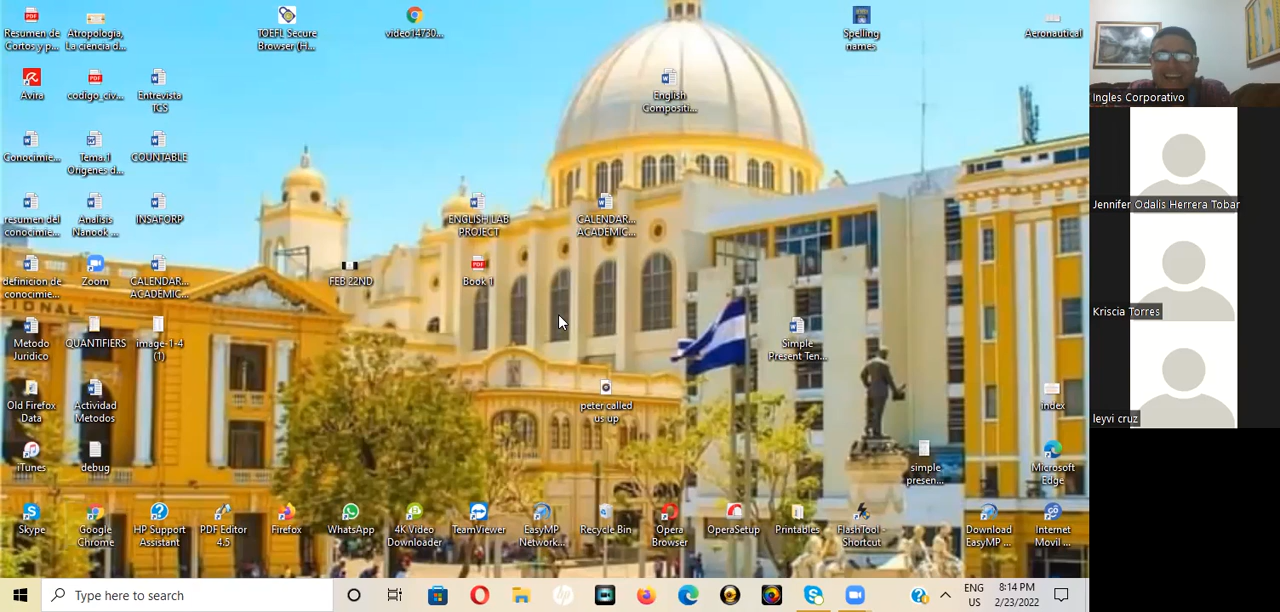 Resumen de
Cortos y p...
Atropologia,
La ciencia d...
TOEFL Secure
Browser (H...
video14730...
Spelling
names
Aeronautical
Avira
codigo_civ...
Entrevista
TCS
English
Compositi...
Ingles Corporativo
Conocimie...
Tema.I
Origenes d...
COUNTABLE
resumen del
conocimie...
Analisis
Nanook ...
INSAFORP
ENGLISH LAB
PROJECT
CALENDAR...
ACADEMIC...
Jennifer Odalis Herrera Tobar
definicion de
conocimie...
Zoom
CALENDAR...
ACADEMIC...
FEB 22ND
Book 1
Kriscia Torres
Metodo
Juridico
QUANTIFIERS
image-1-4
(1)
Simple
Present Ten...
Old Firefox
Data
Actividad
Metodos
peter called
us up
index
leyvi cruz
iTunes
debug
simple
presen...
Microsoft
Edge
Skype
Google
Chrome
HP Support
Assistant
PDF Editor
4.5
Firefox
WhatsApp
4K Video
Downloader
TeamViewer
EasyMP
Network...
Recycle Bin
Opera
Browser
OperaSetup
Printables
FlashTool -
Shortcut
Download
EasyMP ...
Internet
Movil ...
Type here to search
ENG
US
8:14 PM
2/23/2022